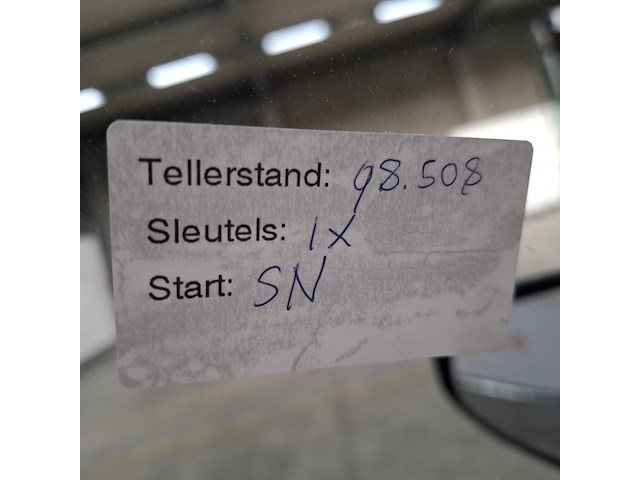 Tellerstand: 98.508
Sleutels: 1x
Start: SN